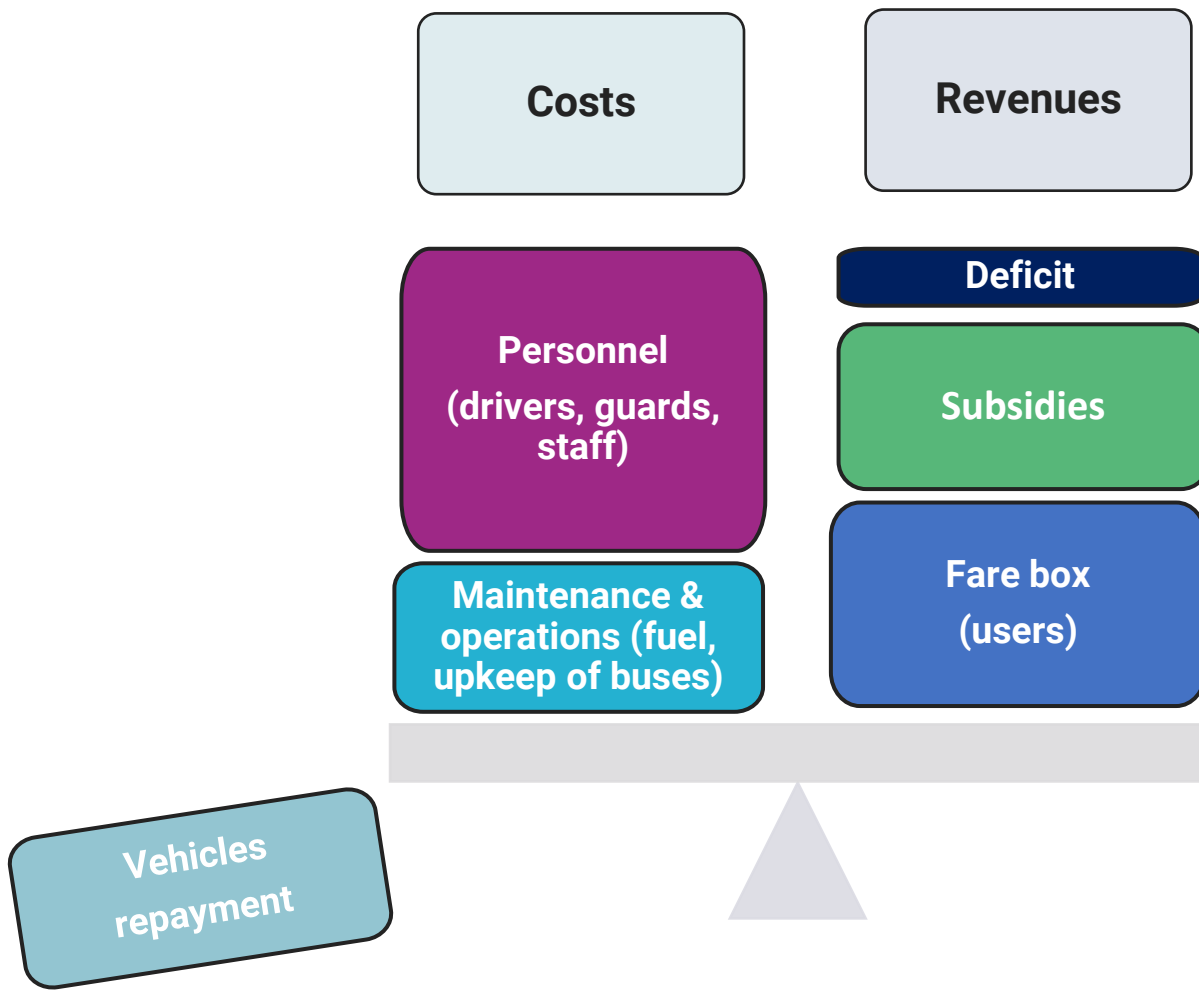 Costs
Revenues
Personnel
(drivers, guards,
staff)
Maintenance &
operations (fuel,
upkeep of buses)
Deficit
Subsidies
Fare box
(users)
Vehicles
repayment